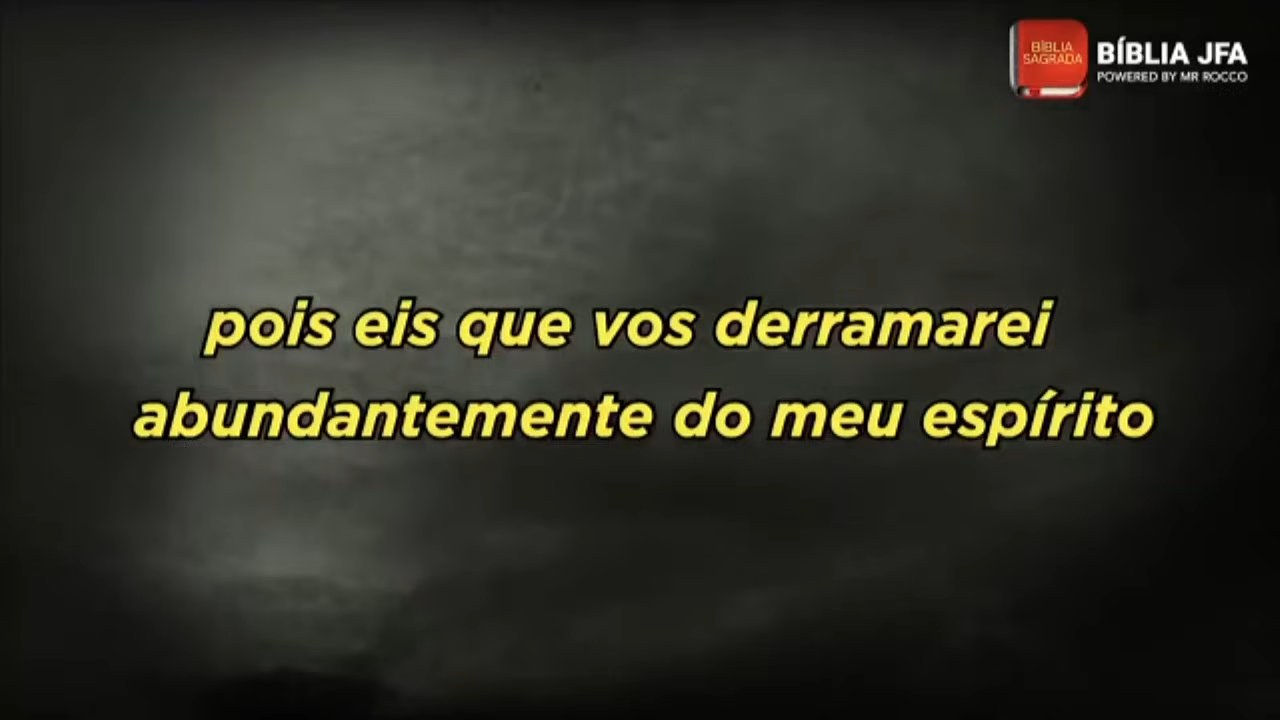 BÍBLIA
SAGRADA
BÍBLIA JFA
POWERED BY MR ROCCO
pois eis que vos derramarei
abundantemente do meu espírito